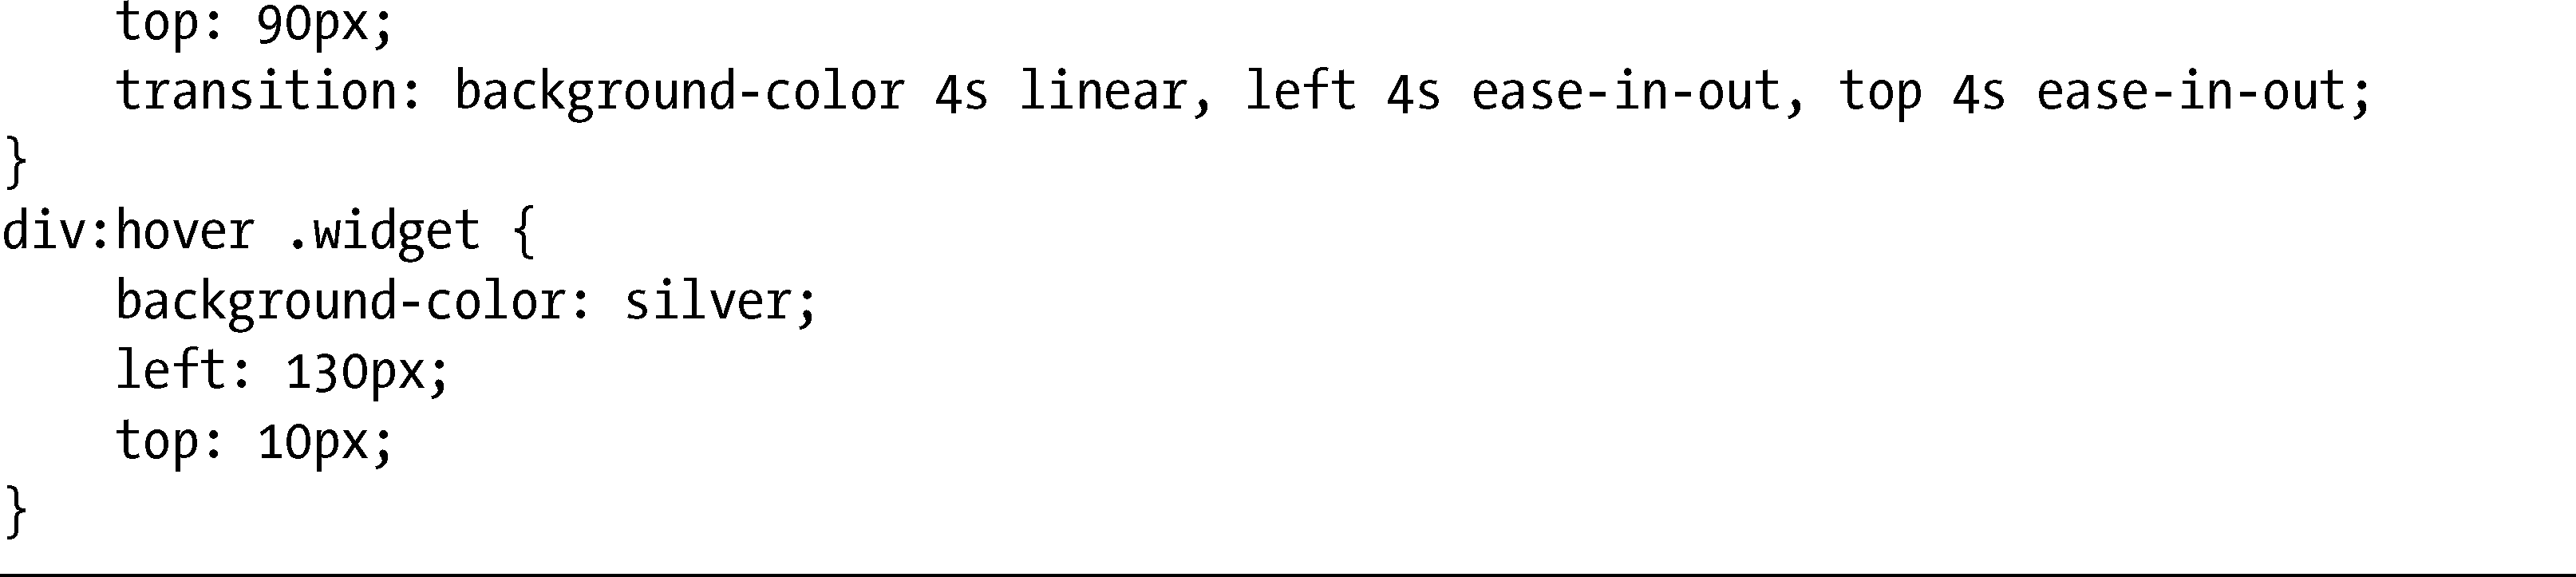 top: 90px;
    transition: background-color 4s linear, left 4s ease-in-out, top 4s ease-in-out;
}
div:hover .widget {
    background-color: silver;
    left: 130px;
    top: 10px;
}